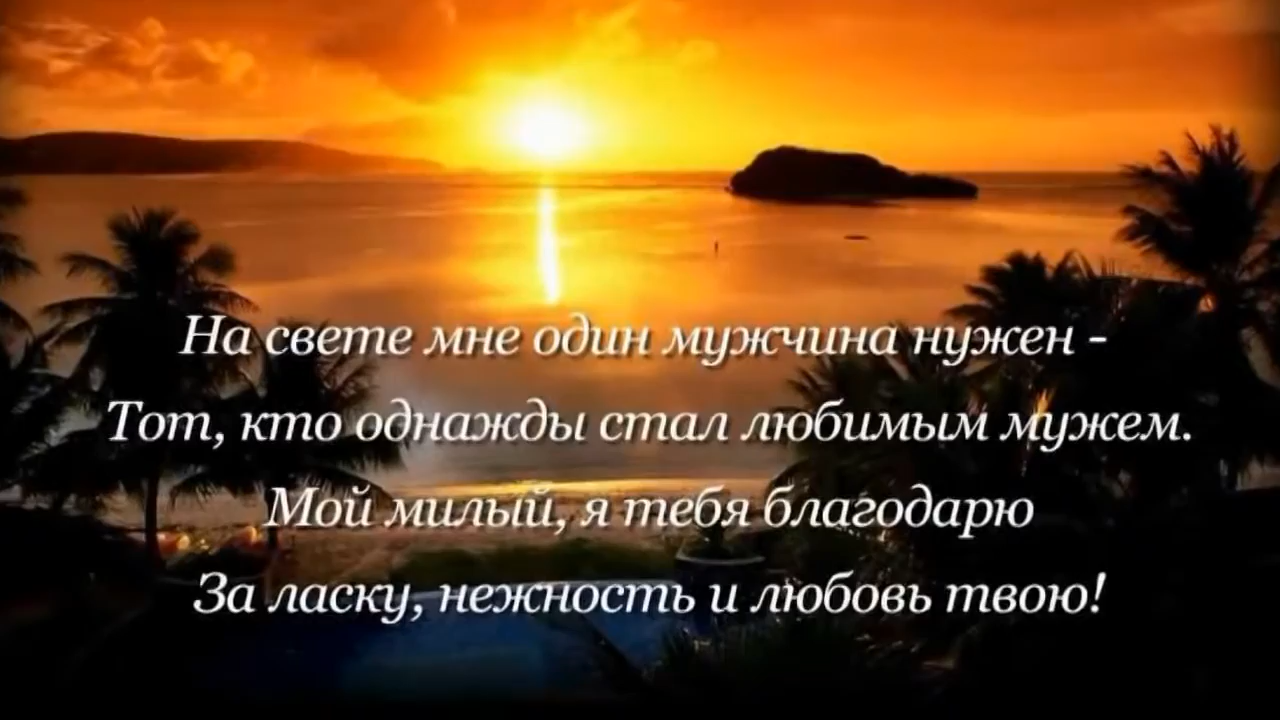 На свете мне один мужчина нужен -
Тот, кто однажды стал любимым мужем.
Мой милый, я тебя благодарю
За ласку, нежность и любовь твою!